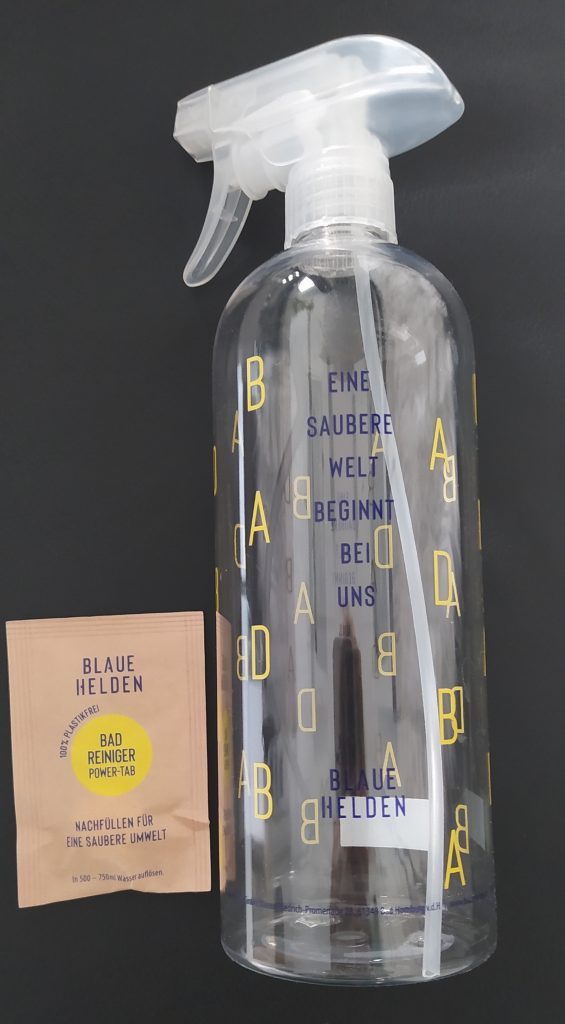 EINE
SAUBERE
WELT
BEGINNT
BEI
UNS
BLAUE
HELDEN
B
A
D
B
A
D
B
A
BLAUE
HELDEN
100% PLASTIKFREI
BAD
REINIGER
POWER-TAB
NACHFÜLLEN FÜR
EINE SAUBERE UMWELT
In 500 – 750ml Wasser auflösen.